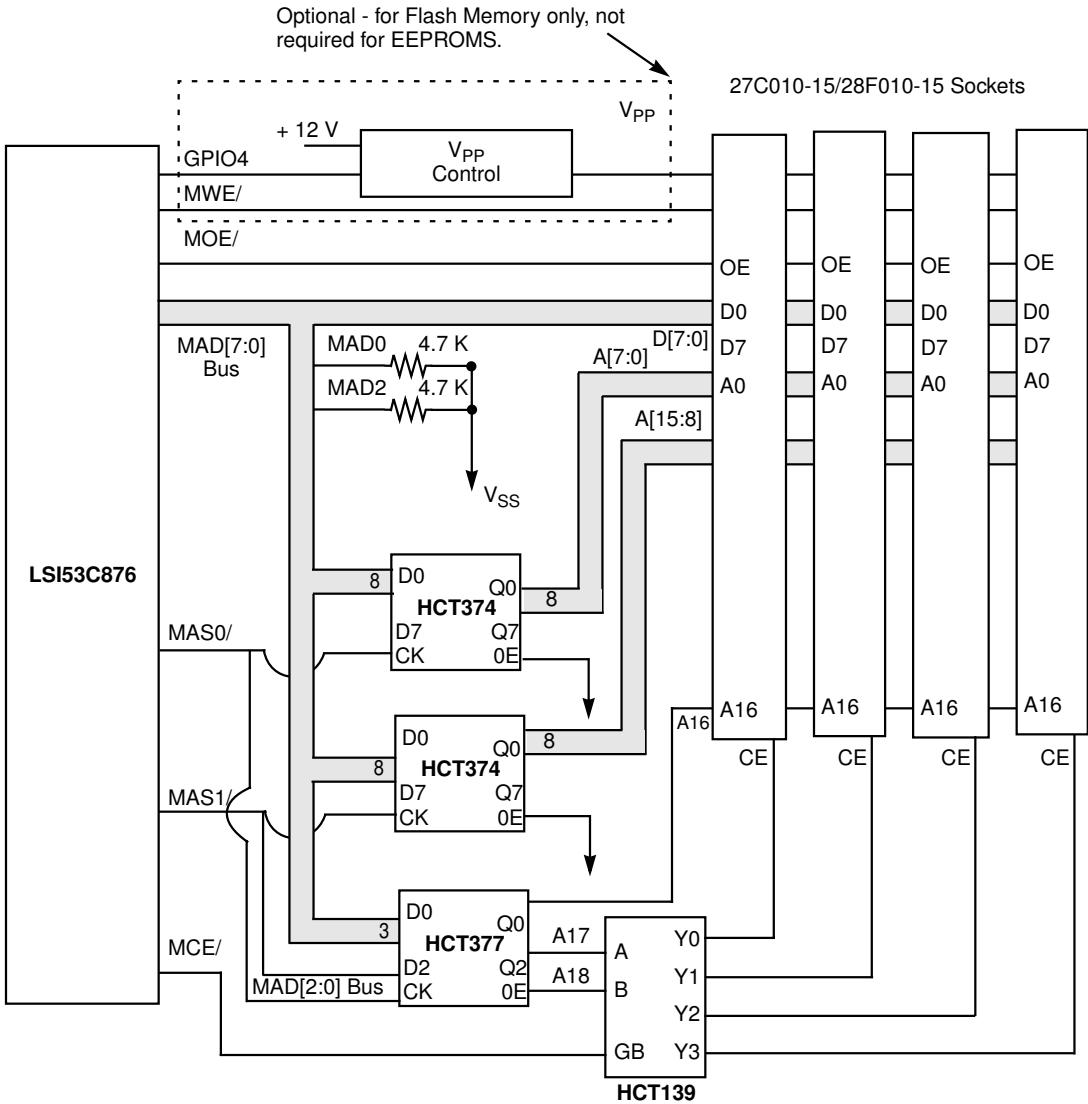 Optional - for Flash Memory only, not
required for EEPROMS.
27C010-15/28F010-15 Sockets
VPP
+ 12 V
VPP
Control
GPIO4
MWE/
MOE/
OE
OE
OE
OE
D0
D0
D0
D0
MAD[7:0]
Bus
MAD0
4.7 K
MAD2
4.7 K
D[7:0]
D7
D7
D7
D7
A[7:0]
A0
A0
A0
A0
A[15:8]
VSS
LSI53C876
D0
8
Q0
8
HCT374
D7
Q7
CK
0E
MAS0/
A16
A16
A16
A16
A16
D0
8
Q0
8
HCT374
D7
Q7
CK
0E
MAS1/
CE
CE
CE
CE
D0
3
Q0
HCT377
D2
Q2
CK
0E
MAD[2:0] Bus
MCE/
A17
A18
A
B
GB
Y0
Y1
Y2
Y3
HCT139